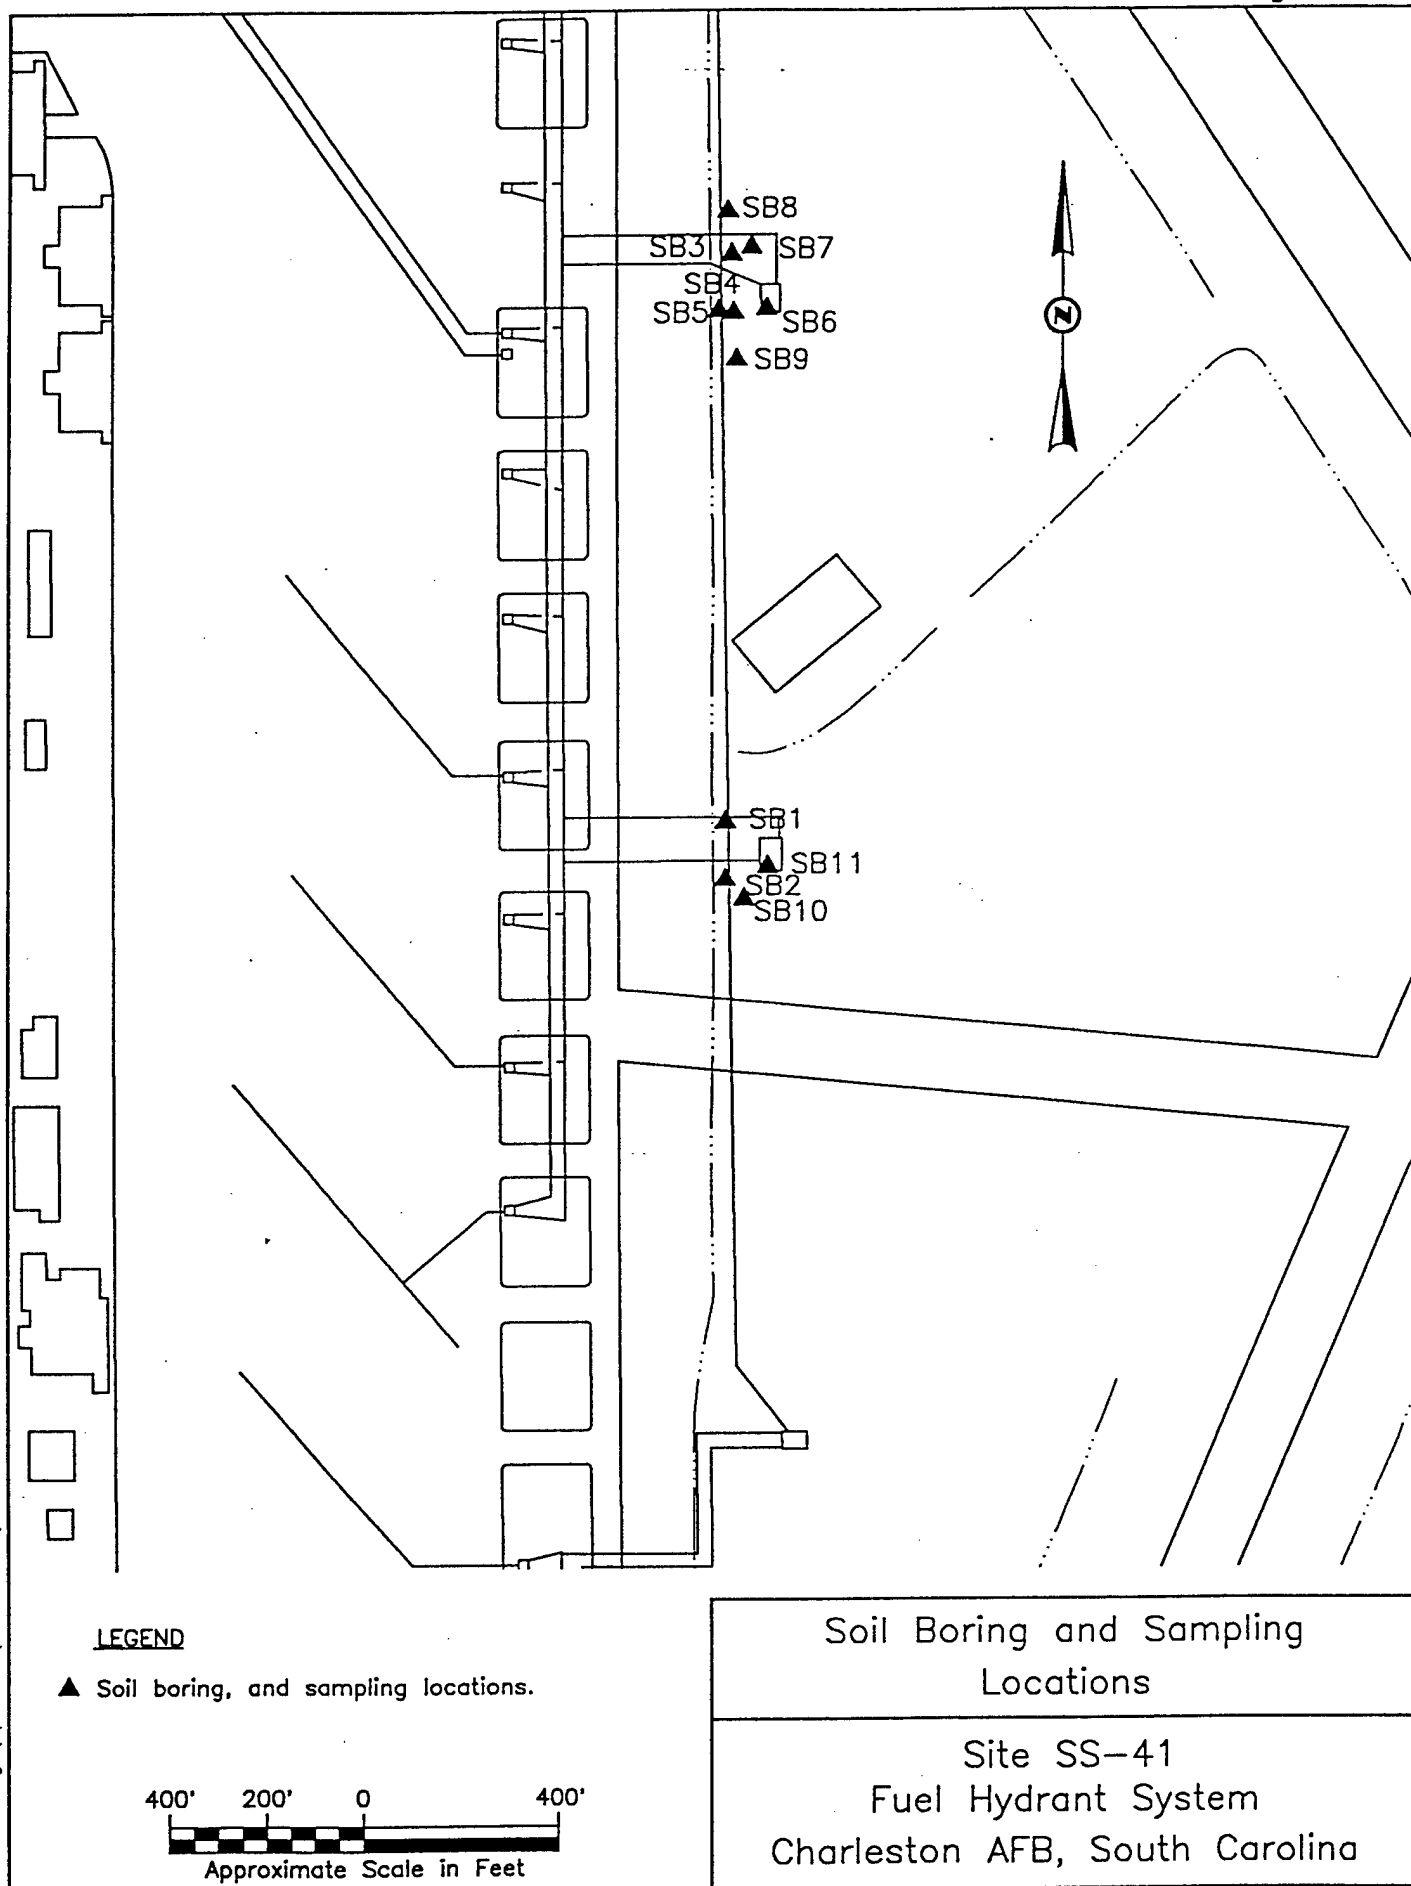 SB8
SB3
SB7
SB4
SB5
SB6
SB9
N
SB1
SB11
SB2
SB10
LEGEND
Soil boring, and sampling locations.
400' 200' 0 400'
Approximate Scale in Feet
Soil Boring and Sampling
Locations
Site SS-41
Fuel Hydrant System
Charleston AFB, South Carolina